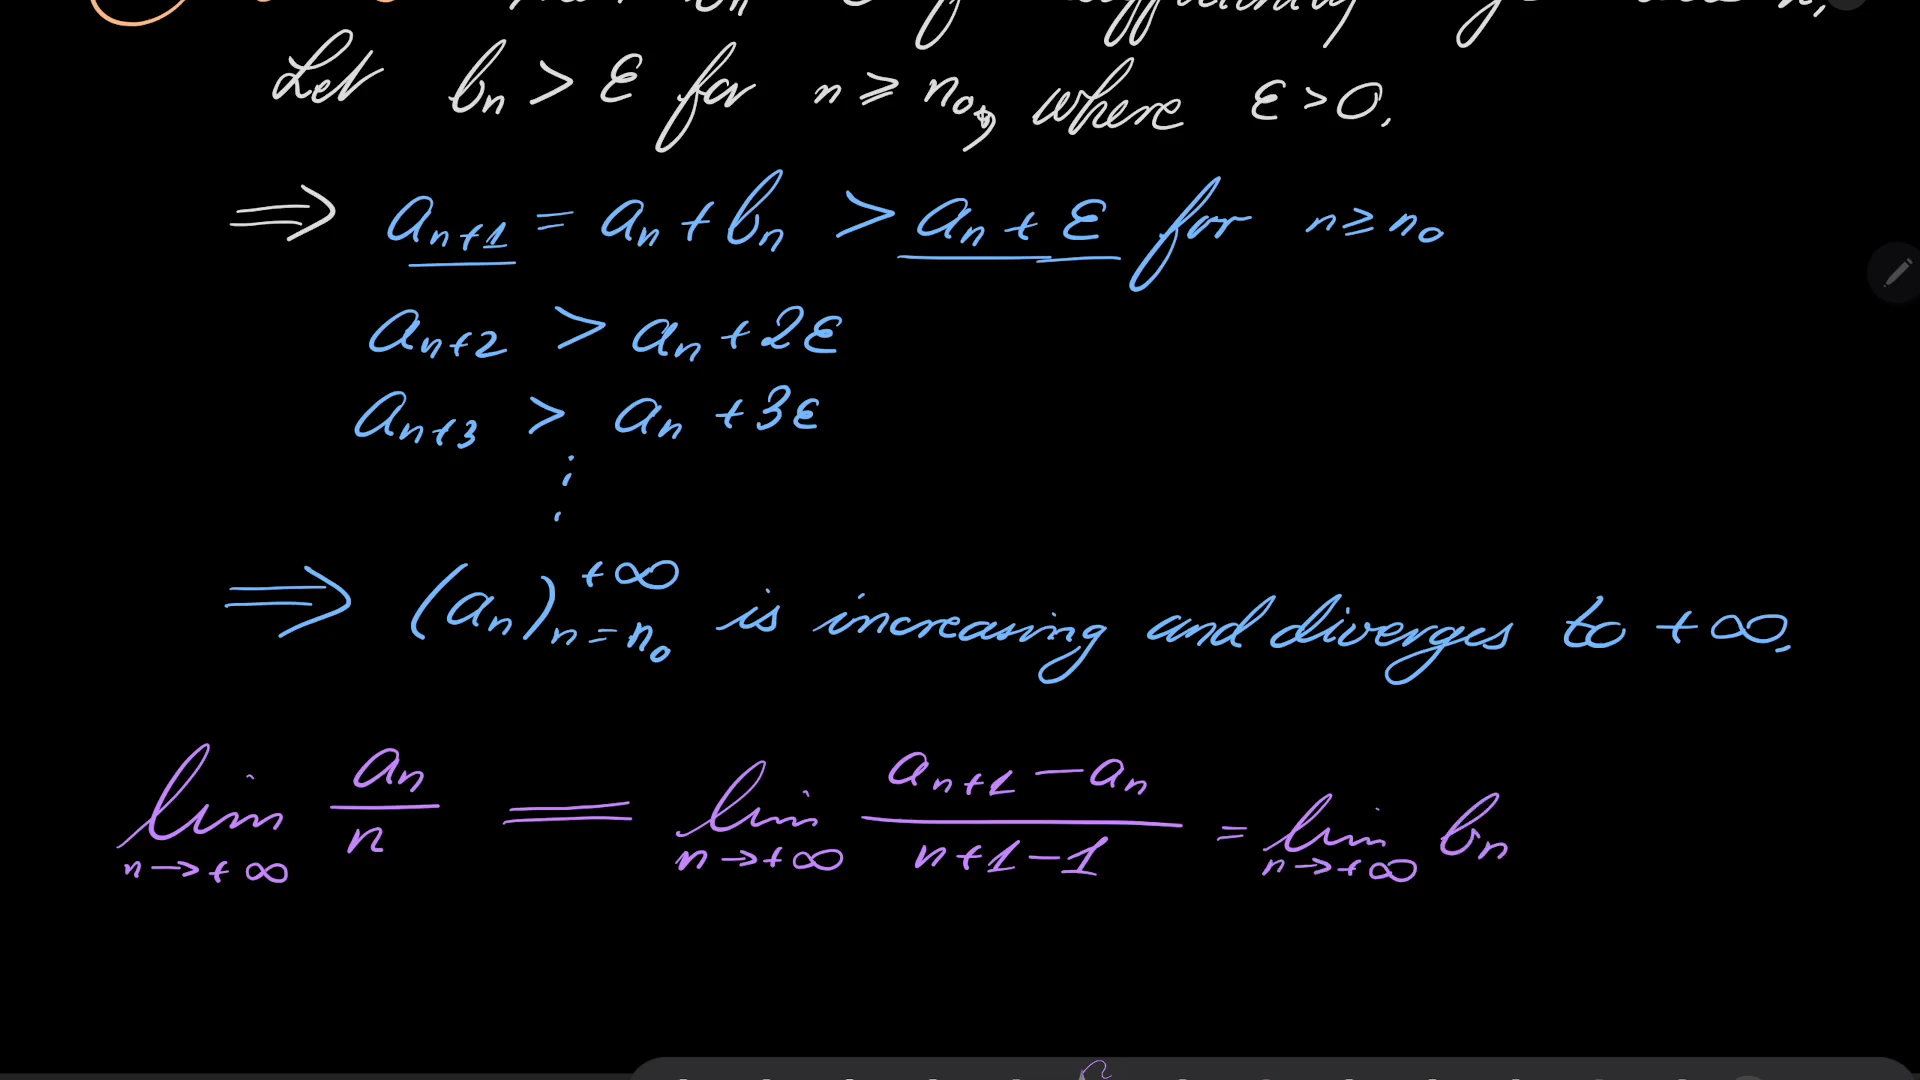 bn
Let bn > ε for n ≥ n₀, where ε > 0.
⟹ aₙ₊₁ = aₙ + bₙ > aₙ + ε for n ≥ n₀
aₙ₊₂ > aₙ + 2ε
aₙ₊₃ > aₙ + 3ε
⋮
⟹ (aₙ)ₙ₌ₙ₀^+∞ is increasing and diverges to +∞.
lim n→+∞ aₙ/n = lim n→+∞ (aₙ₊₁ − aₙ)/(n+1−1) = lim n→+∞ bₙ